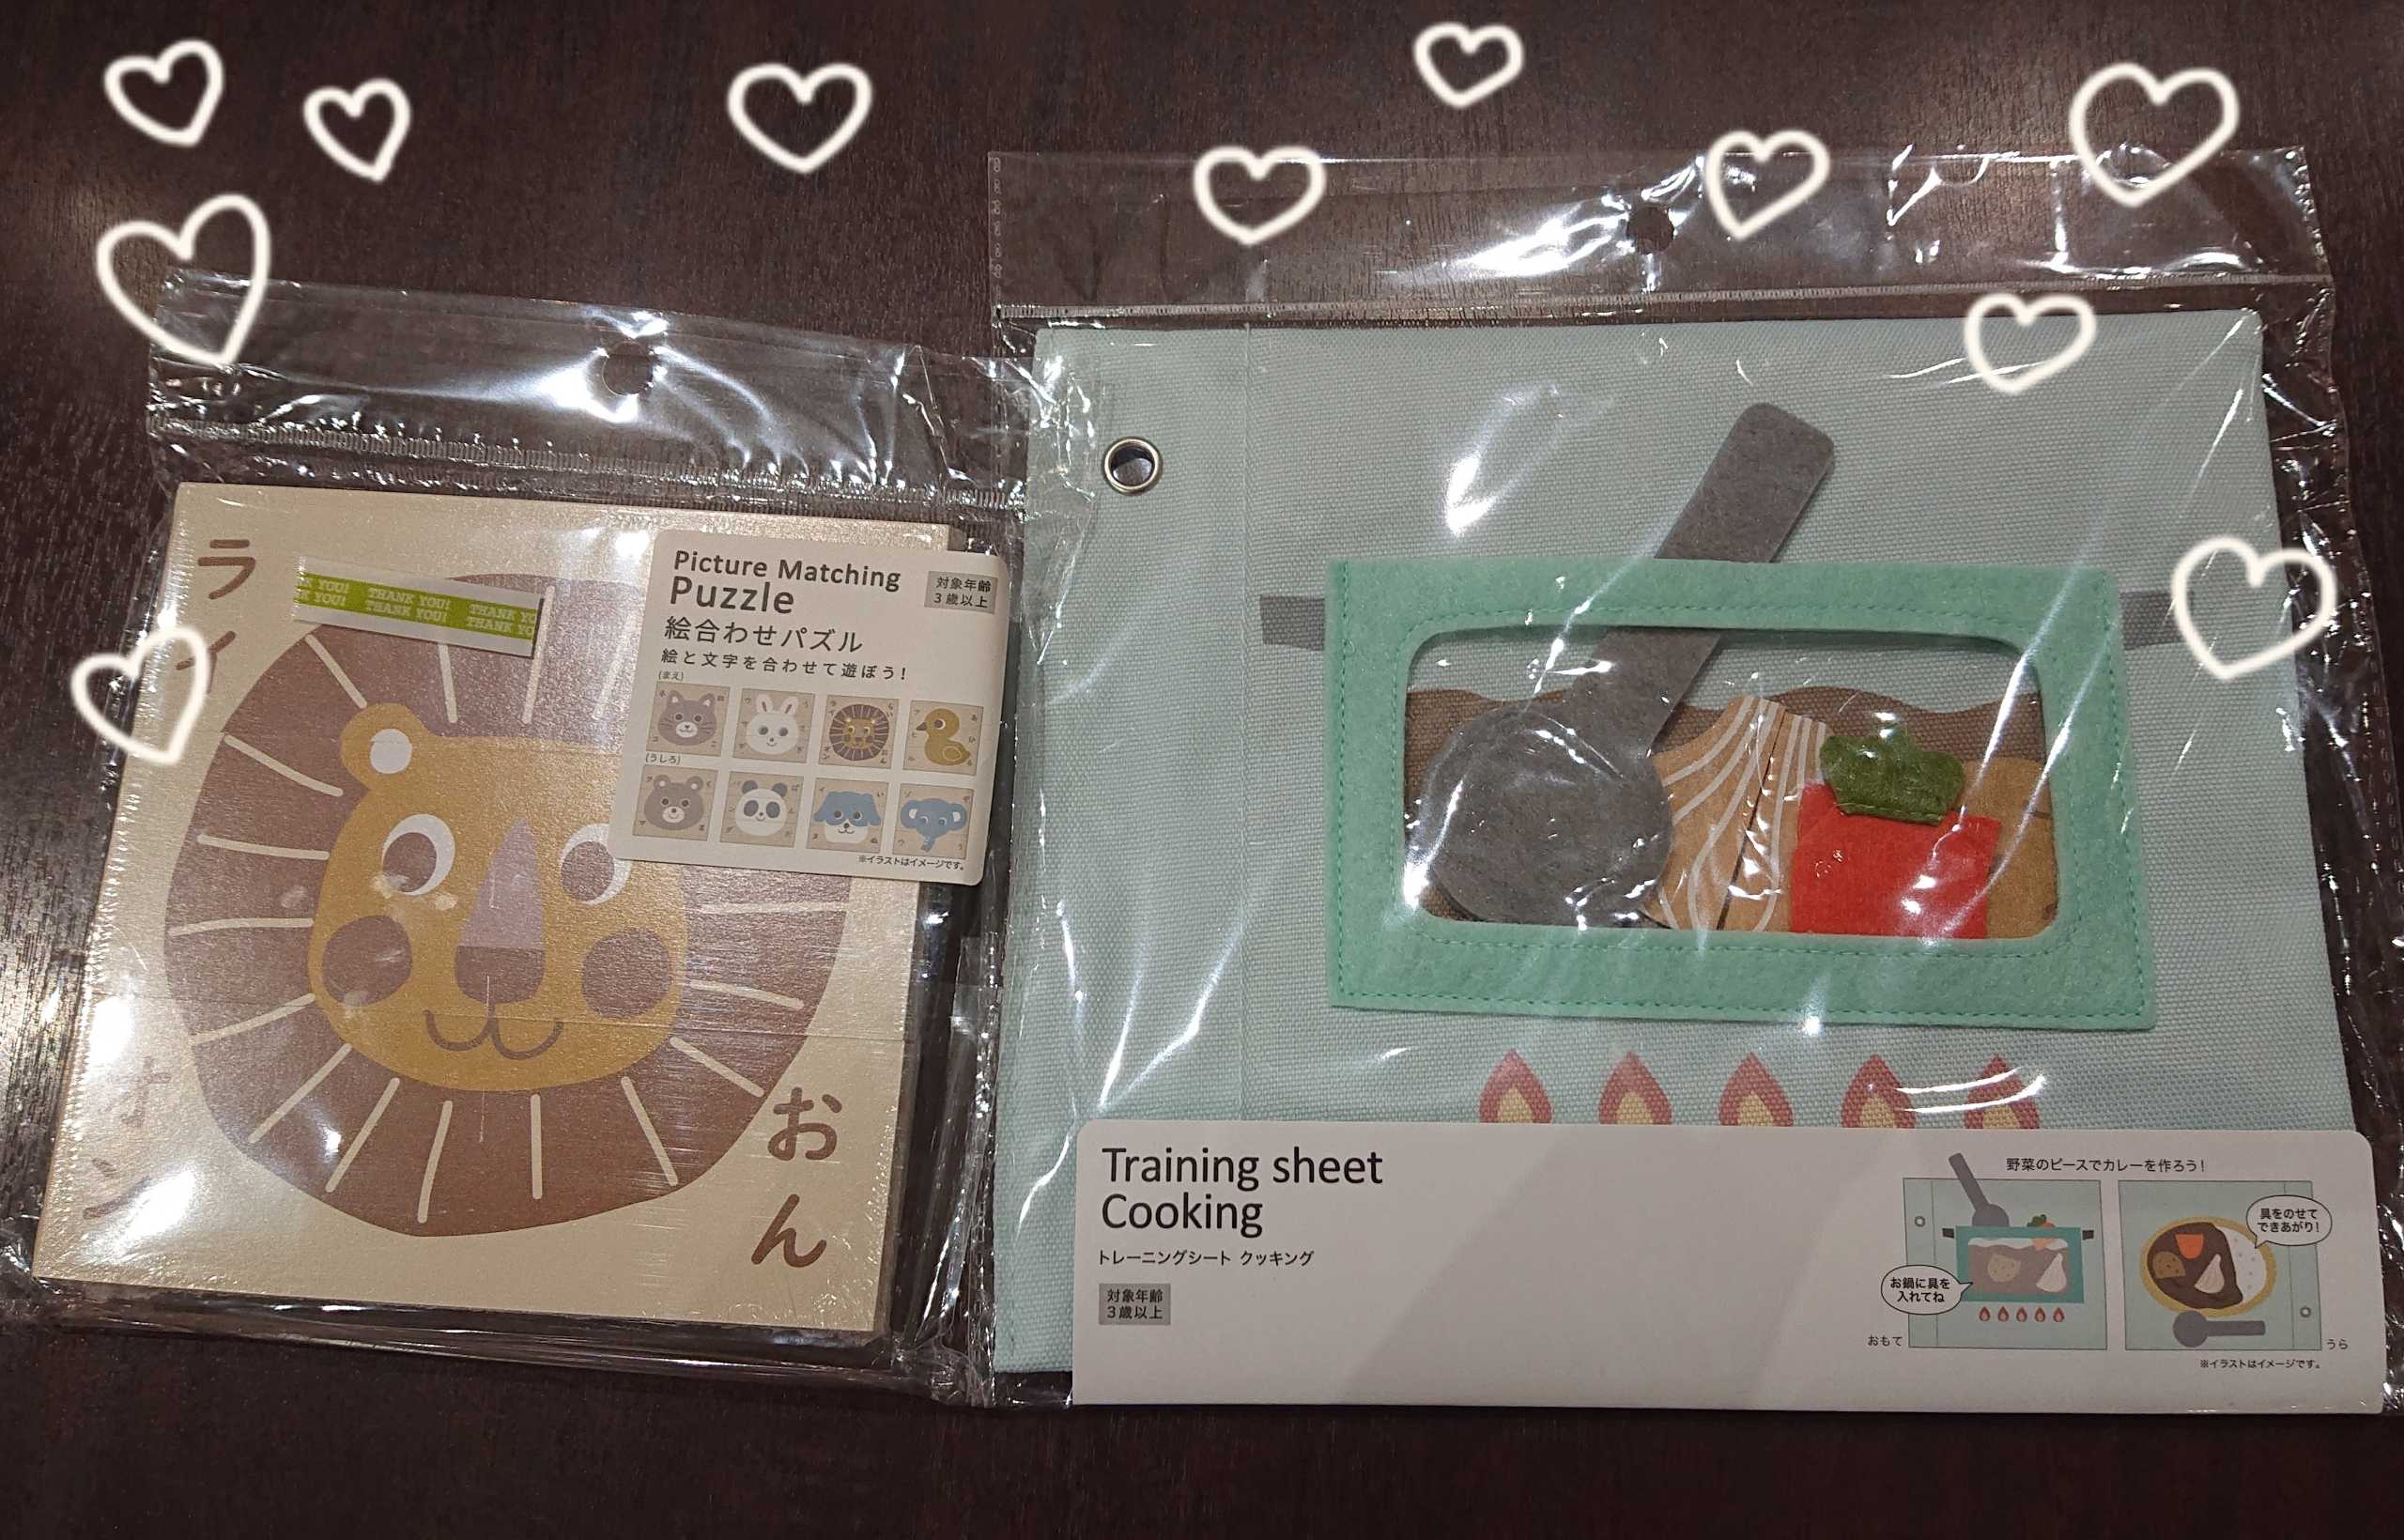 ライオン
THANK YOU! THANK YOU!
THANK YOU! THANK YOU!
Picture Matching
Puzzle
対象年齢
3歳以上
絵合わせパズル
絵と文字を合わせて遊ぼう!
(まえ)
(うしろ)
※イラストはイメージです。
おん
Training sheet
Cooking
トレーニングシート クッキング
対象年齢
3歳以上
野菜のピースでカレーを作ろう!
お鍋に具を
入れてね
おもて
具をのせて
できあがり!
うら
※イラストはイメージです。